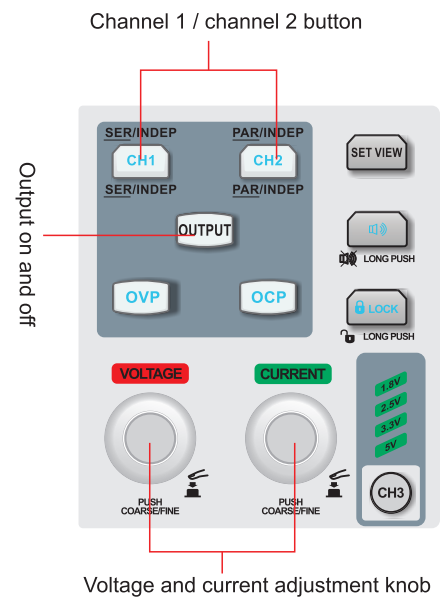 Channel 1 / channel 2 button
SER/INDEP
PAR/INDEP
CH1
CH2
SET VIEW
SER/INDEP
PAR/INDEP
Output on and off
OUTPUT
LONG PUSH
OVP
OCP
LOCK
LONG PUSH
VOLTAGE
CURRENT
1.8V
2.5V
3.3V
5V
CH3
PUSH
COARSE/FINE
PUSH
COARSE/FINE
Voltage and current adjustment knob